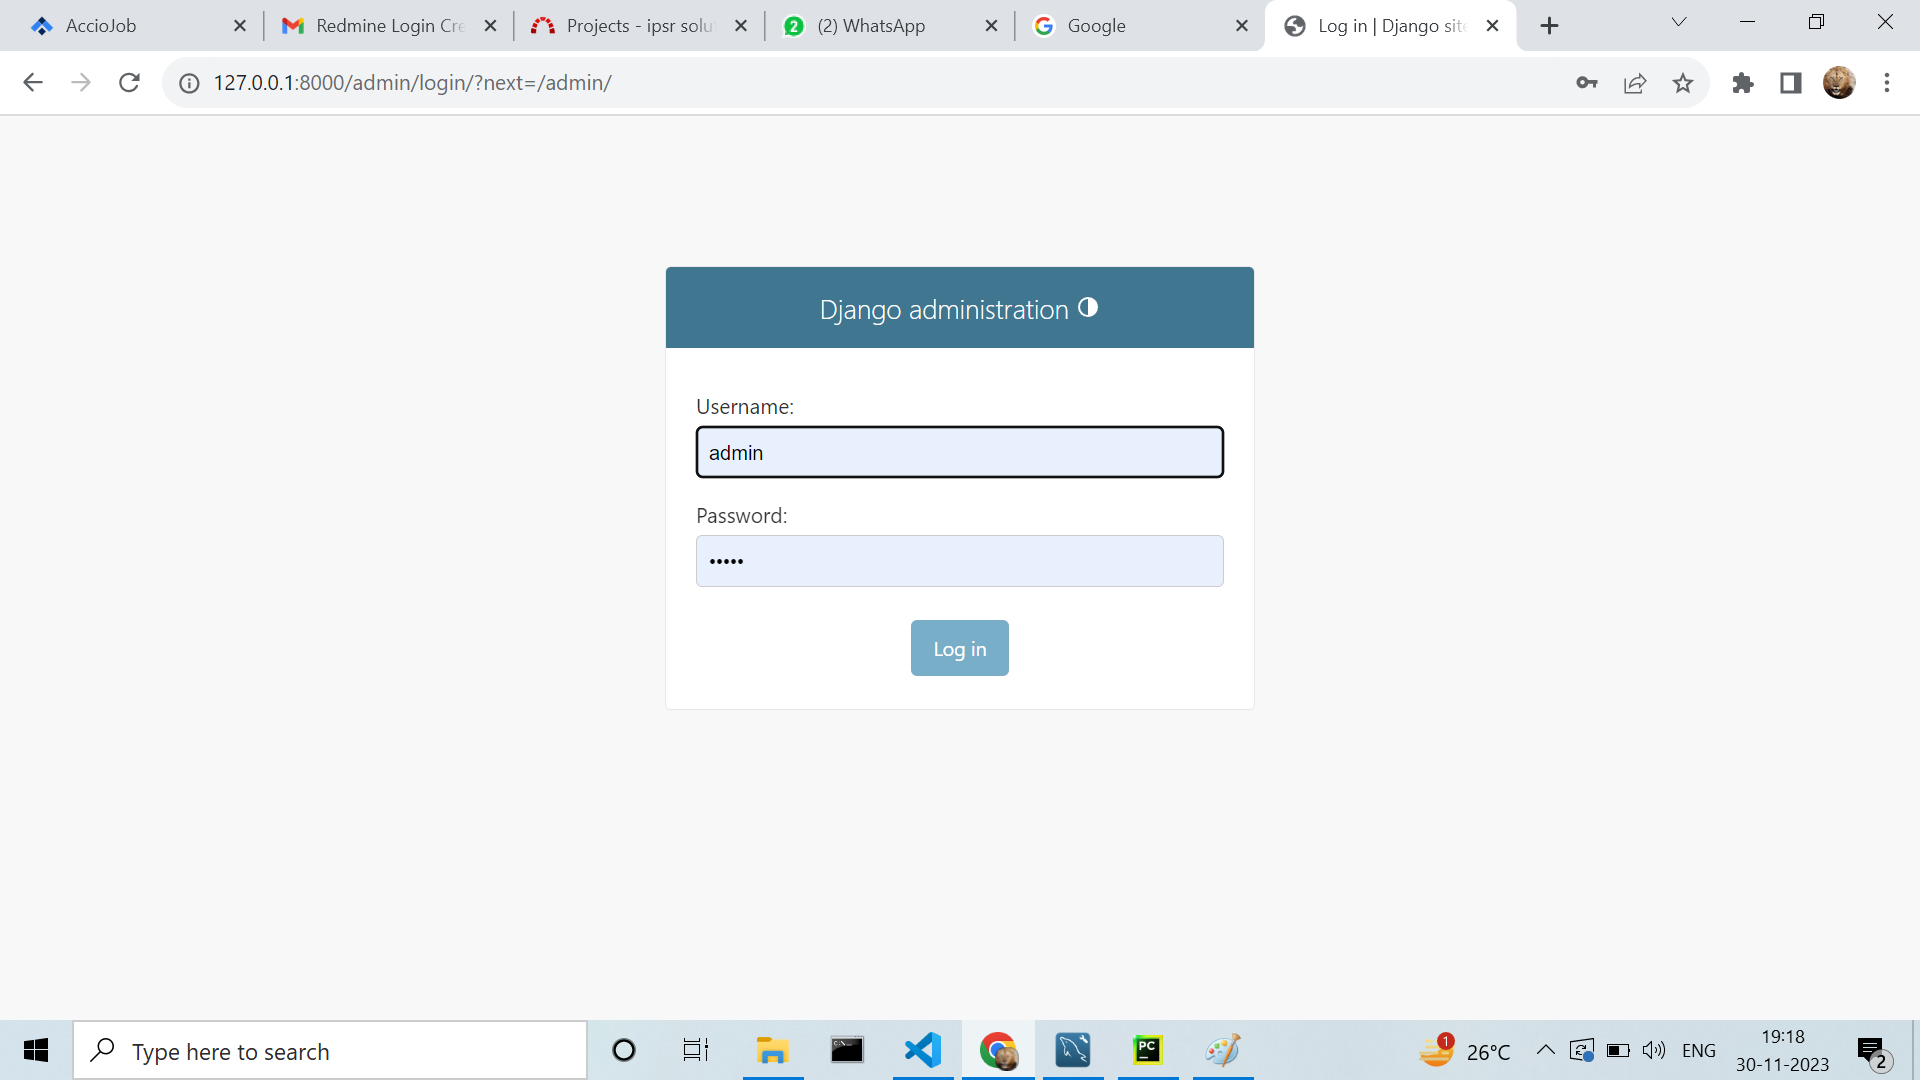 AccioJob
Redmine Login Cre
Projects - ipsr solut
(2) WhatsApp
Google
Log in | Django site
127.0.0.1:8000/admin/login/?next=/admin/
Django administration
Username:
admin
Password:
•••••
Log in
Type here to search
1
26°C
ENG
19:18
30-11-2023
2